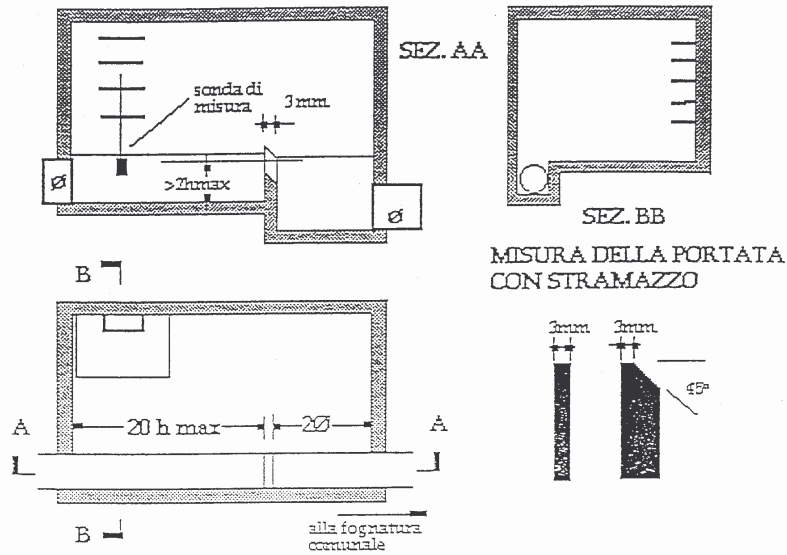 SEZ. AA
sonda di
misura
3mm
>2hmax
Ø
Ø
SEZ. BB
B
MISURA DELLA PORTATA
CON STRAMAZZO
3mm
3mm
45°
A
20 h max
2Ø
A
B
alla fognatura
comunale